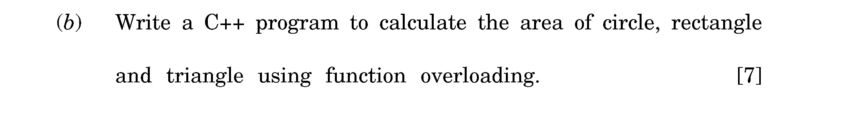 (b) Write a C++ program to calculate the area of circle, rectangle
and triangle using function overloading. [7]